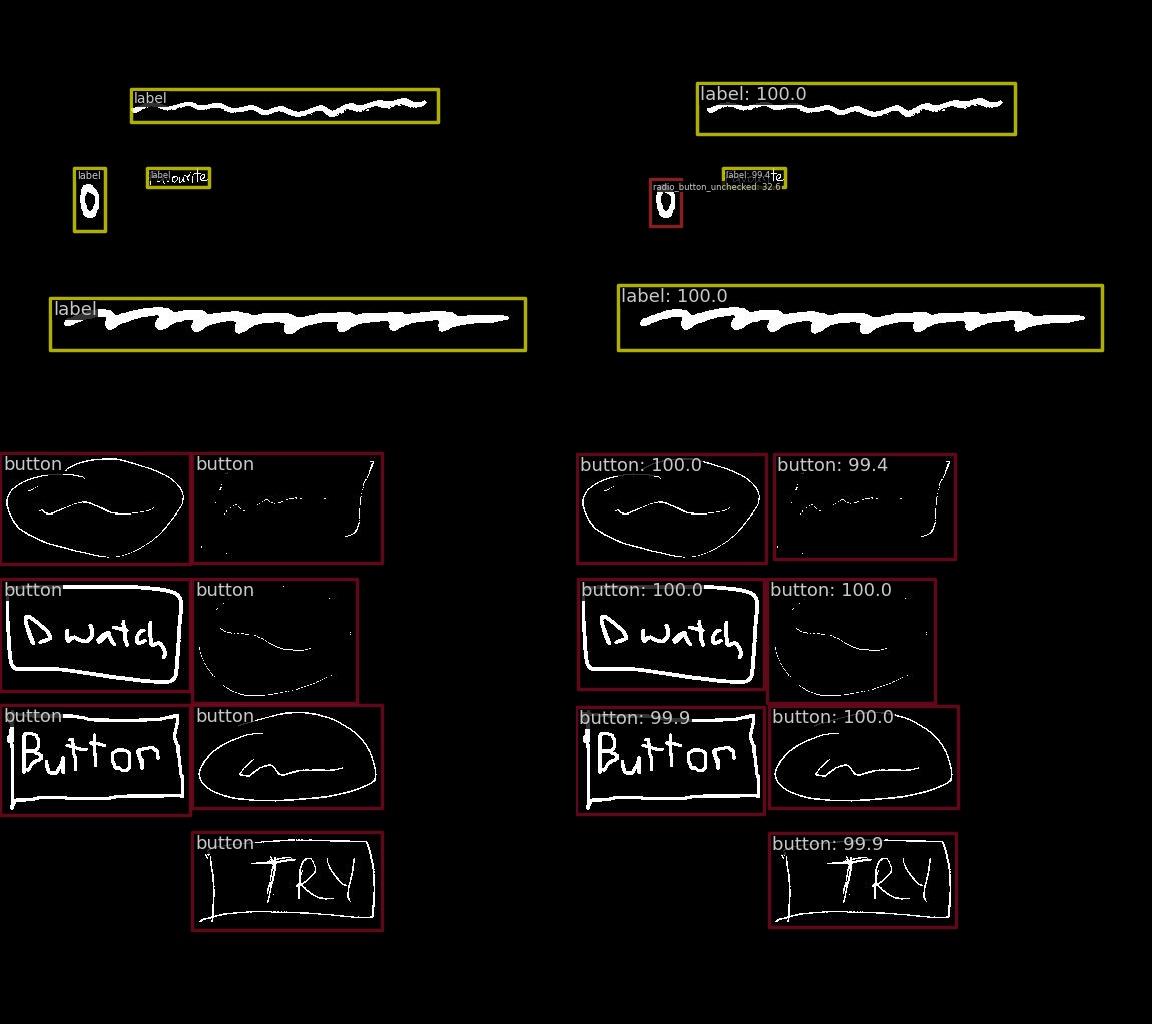 label label: 100.0
label label label: 99.4
0 radio_button_unchecked: 32.6 0
label label: 100.0
button button button: 100.0 button: 99.4
button button button: 100.0 button: 100.0
D watch D watch
button button button: 99.9 button: 100.0
Button Button
button button: 99.9
TRY TRY